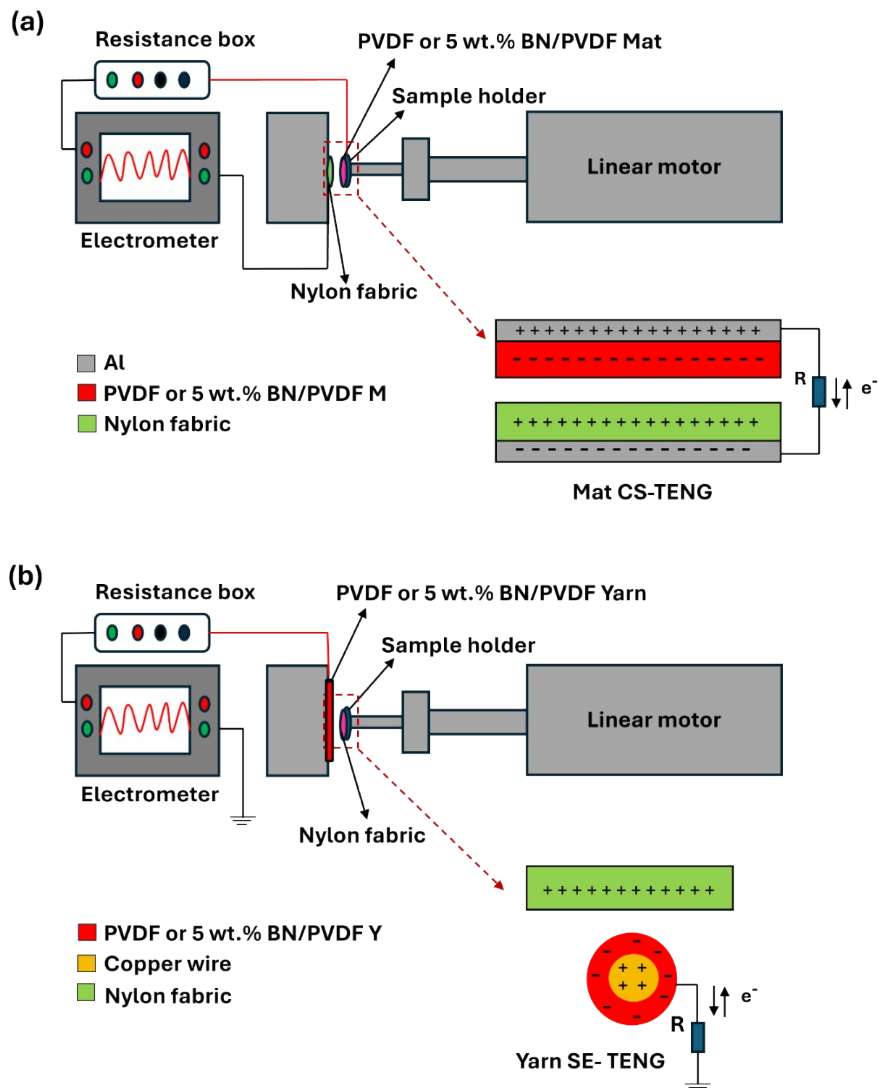 (a)
Resistance box
PVDF or 5 wt.% BN/PVDF Mat
Sample holder
Linear motor
Electrometer
Nylon fabric
Al
PVDF or 5 wt.% BN/PVDF M
Nylon fabric
+ + + + + + + + + + + + + + + +
- - - - - - - - - - - - - -
R
e-
+ + + + + + + + + + + + + + + +
- - - - - - - - - - - - - -
Mat CS-TENG
(b)
Resistance box
PVDF or 5 wt.% BN/PVDF Yarn
Sample holder
Linear motor
Electrometer
Nylon fabric
+ + + + + + + + + + + +
PVDF or 5 wt.% BN/PVDF Y
Copper wire
Nylon fabric
+ +
+ +
R
e-
Yarn SE- TENG